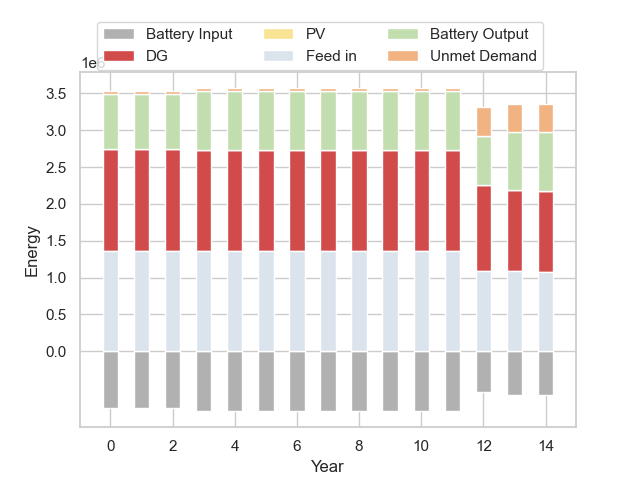 Battery Input PV Battery Output
DG Feed in Unmet Demand
1e6
3.5
3.0
2.5
2.0
1.5
1.0
0.5
0.0
Energy
0 2 4 6 8 10 12 14
Year